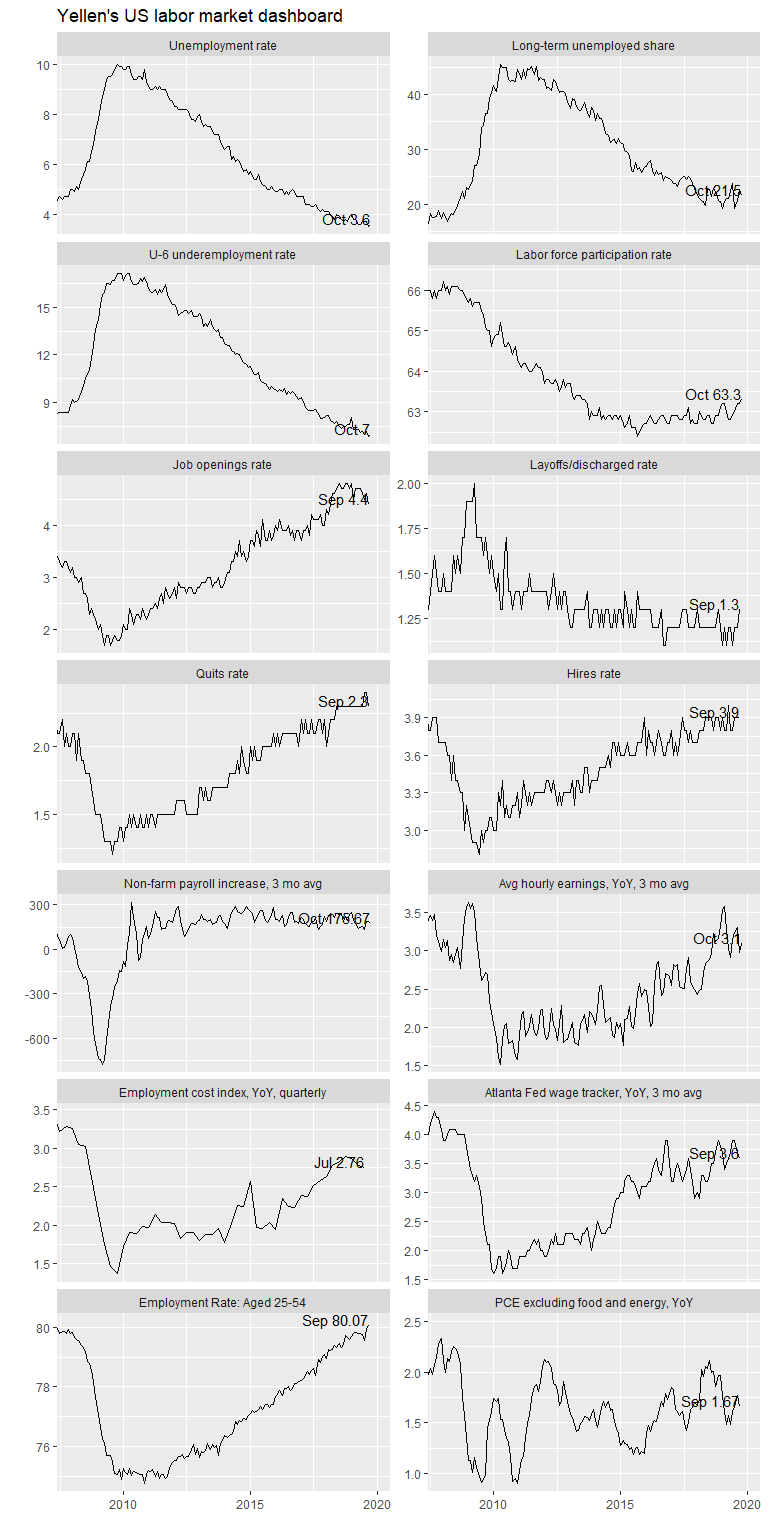 Yellen's US labor market dashboard
Unemployment rate
Long-term unemployed share
10
8
6
4
Oct 3.6
40
30
20
Oct 21.5
U-6 underemployment rate
Labor force participation rate
15
12
9
Oct 7
66
65
64
63
Oct 63.3
Job openings rate
Layoffs/discharged rate
4
3
2
Sep 4.4
2.00
1.75
1.50
1.25
Sep 1.3
Quits rate
Hires rate
2.0
1.5
Sep 2.3
3.9
3.6
3.3
3.0
Sep 3.9
Non-farm payroll increase, 3 mo avg
Avg hourly earnings, YoY, 3 mo avg
300
0
-300
-600
Oct 175.67
3.5
3.0
2.5
2.0
1.5
Oct 3.1
Employment cost index, YoY, quarterly
Atlanta Fed wage tracker, YoY, 3 mo avg
3.5
3.0
2.5
2.0
1.5
Jul 2.76
4.5
4.0
3.5
3.0
2.5
2.0
1.5
Sep 3.6
Employment Rate: Aged 25-54
PCE excluding food and energy, YoY
80
78
76
Sep 80.07
2.5
2.0
1.5
1.0
Sep 1.67
2010 2015 2020
2010 2015 2020